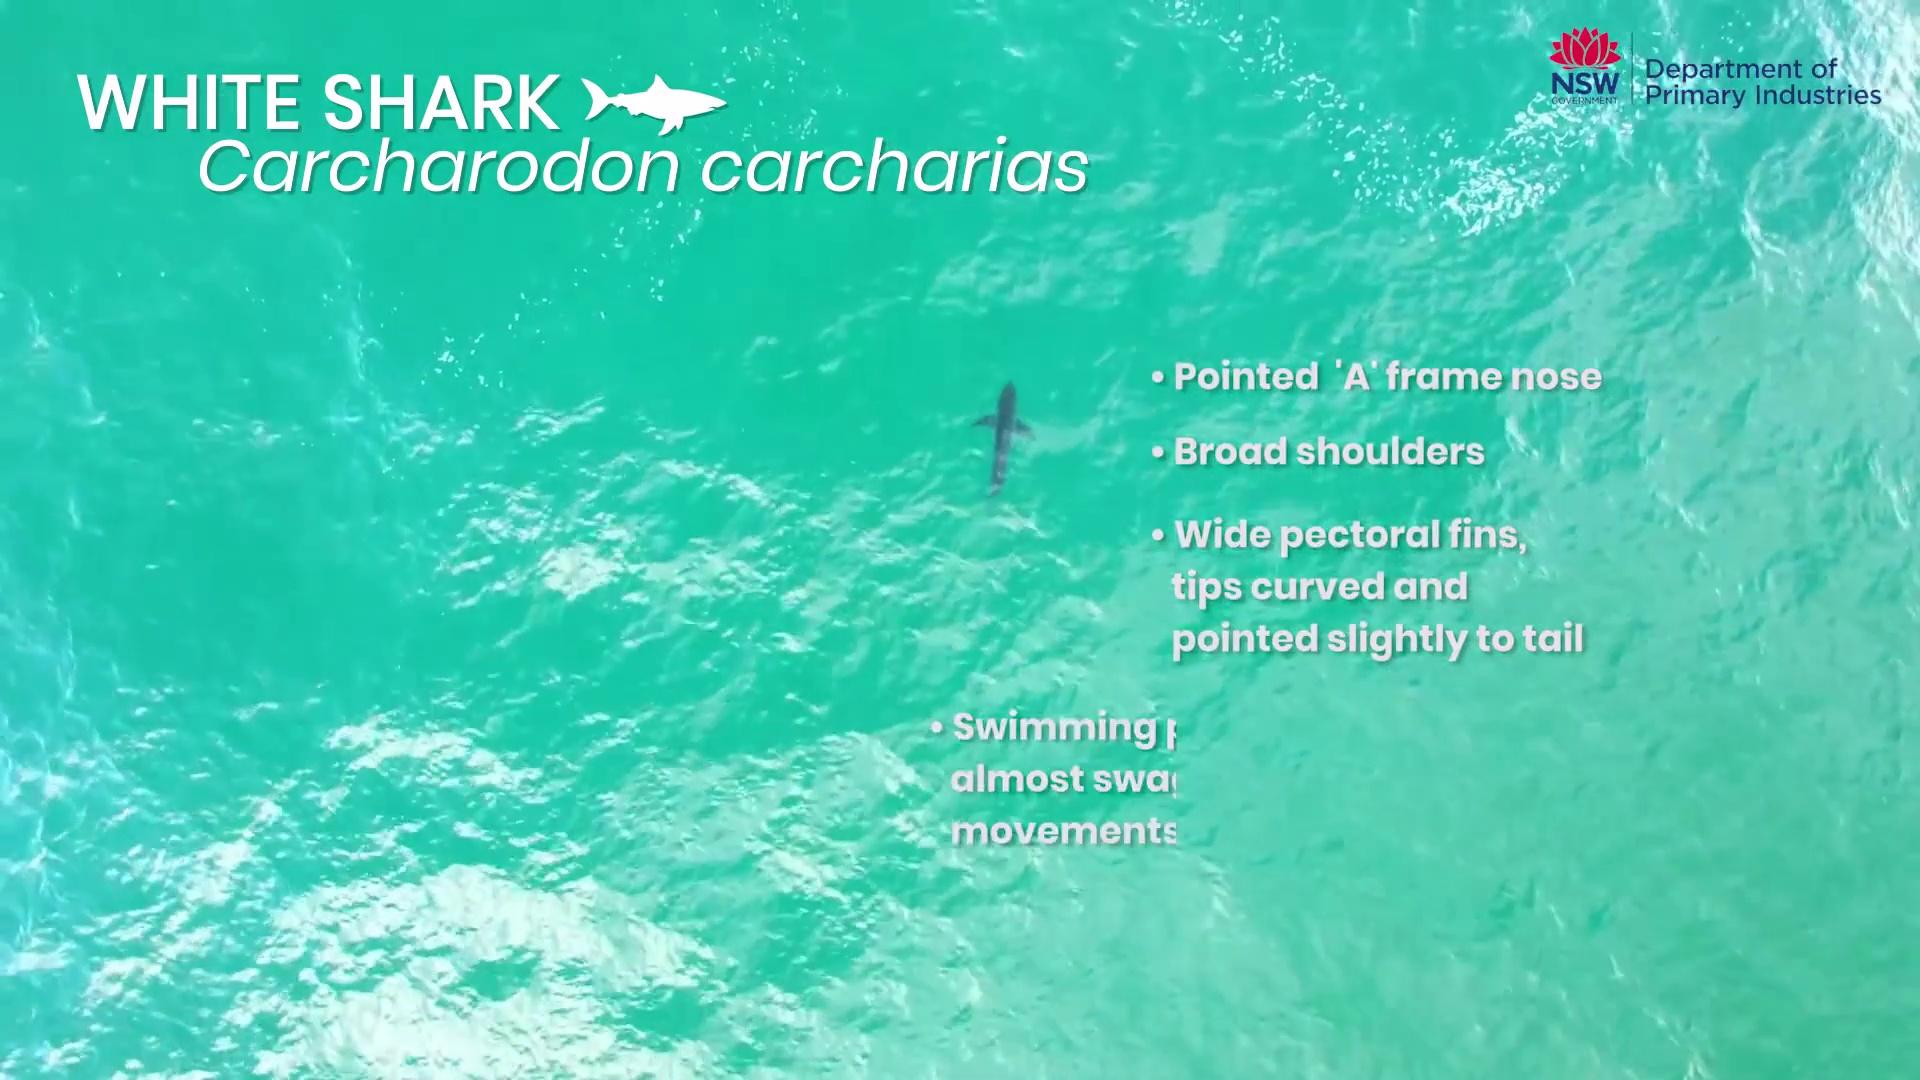 WHITE SHARK
Carcharodon carcharias
NSW
GOVERNMENT
Department of
Primary Industries
• Pointed 'A' frame nose
• Broad shoulders
• Wide pectoral fins,
tips curved and
pointed slightly to tail
• Swimming
almost
movements